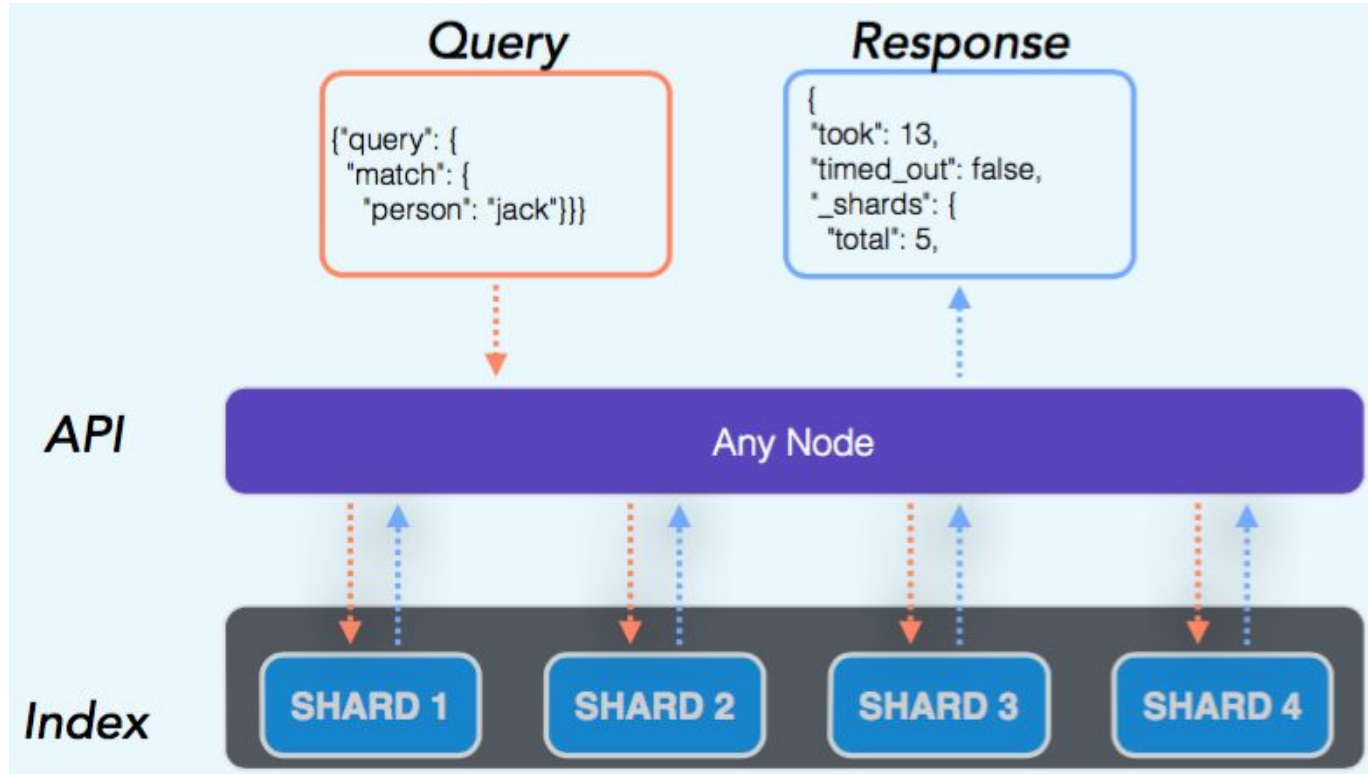 Query
Response
{"query": {
"match": {
"person": "jack"}}}
{
"took": 13,
"timed_out": false,
"_shards": {
"total": 5,
API
Any Node
Index
SHARD 1
SHARD 2
SHARD 3
SHARD 4